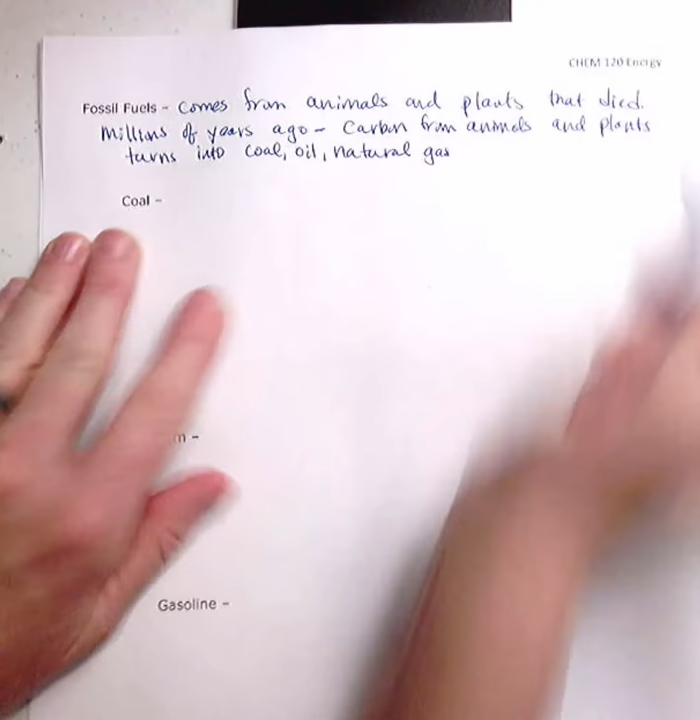 CHEM 120 Energy
Fossil Fuels – comes from animals and plants that died.
millions of years ago – Carbon from animals and plants
turns into coal, oil, natural gas
Coal –
m –
Gasoline –